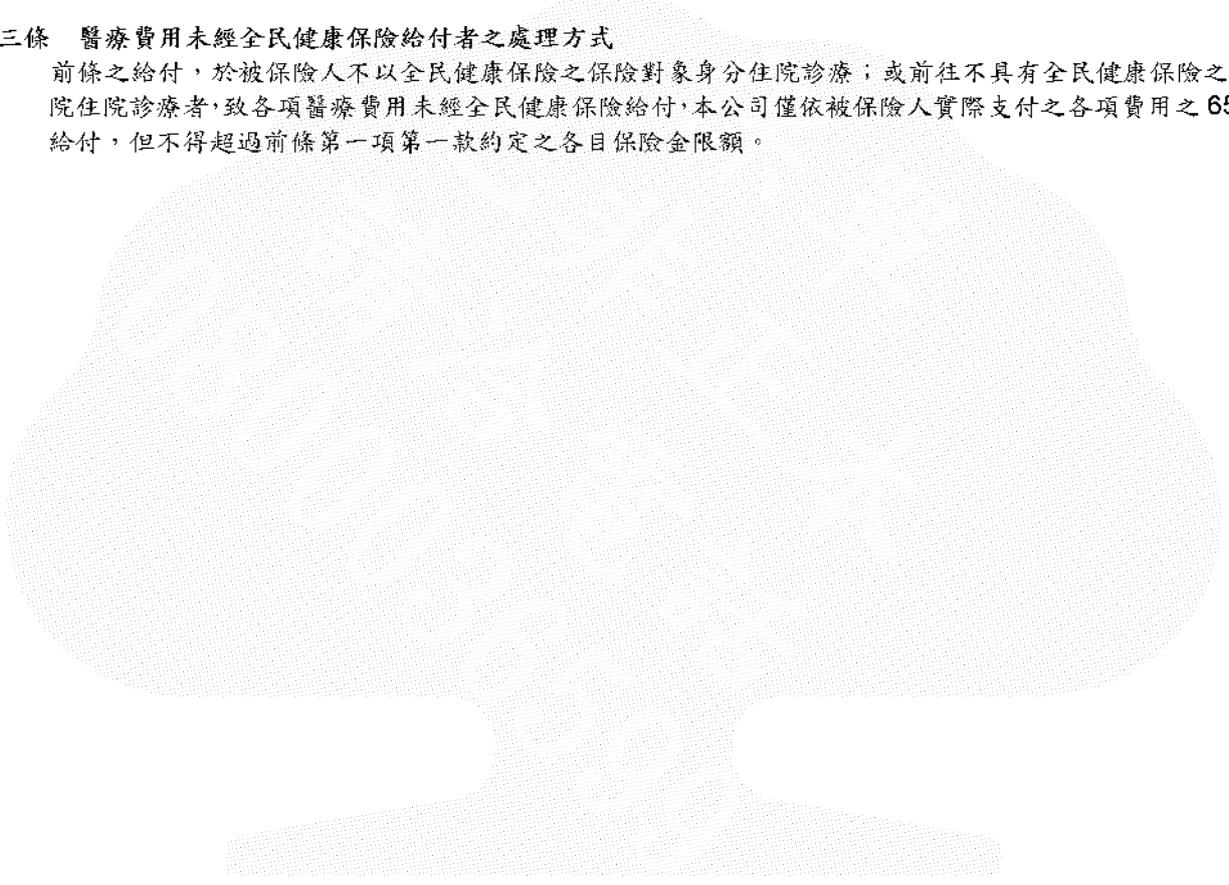 三條 醫療費用未經全民健康保險給付者之處理方式
前條之給付，於被保險人不以全民健康保險之保險對象身分住院診療；或前往不具有全民健康保險之
院住院診療者，致各項醫療費用未經全民健康保險給付，本公司僅依被保險人實際支付之各項費用之 65
給付，但不得超過前條第一項第一款約定之各目保險金限額。